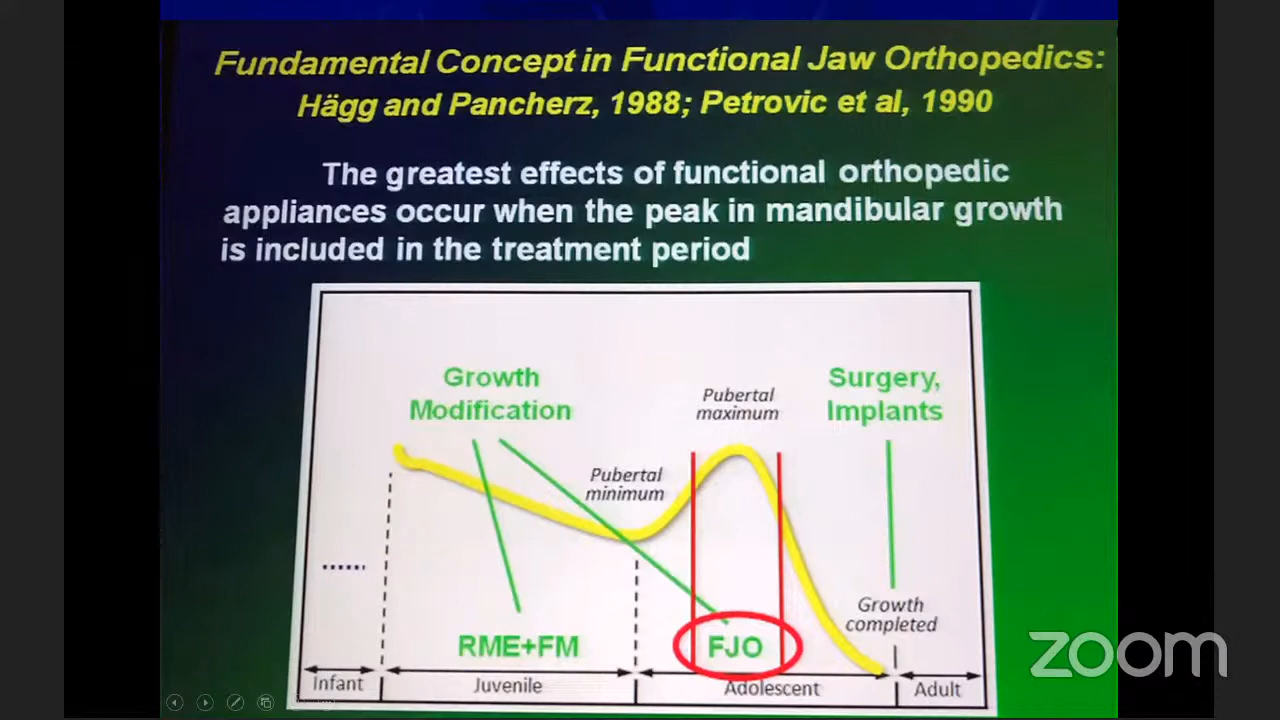 Fundamental Concept in Functional Jaw Orthopedics:
Hägg and Pancherz, 1988; Petrovic et al, 1990
The greatest effects of functional orthopedic
appliances occur when the peak in mandibular growth
is included in the treatment period
Growth
Modification
Pubertal
maximum
Surgery,
Implants
Pubertal
minimum
......
Growth
completed
RME+FM
FJO
Infant
Juvenile
Adolescent
Adult
zoom